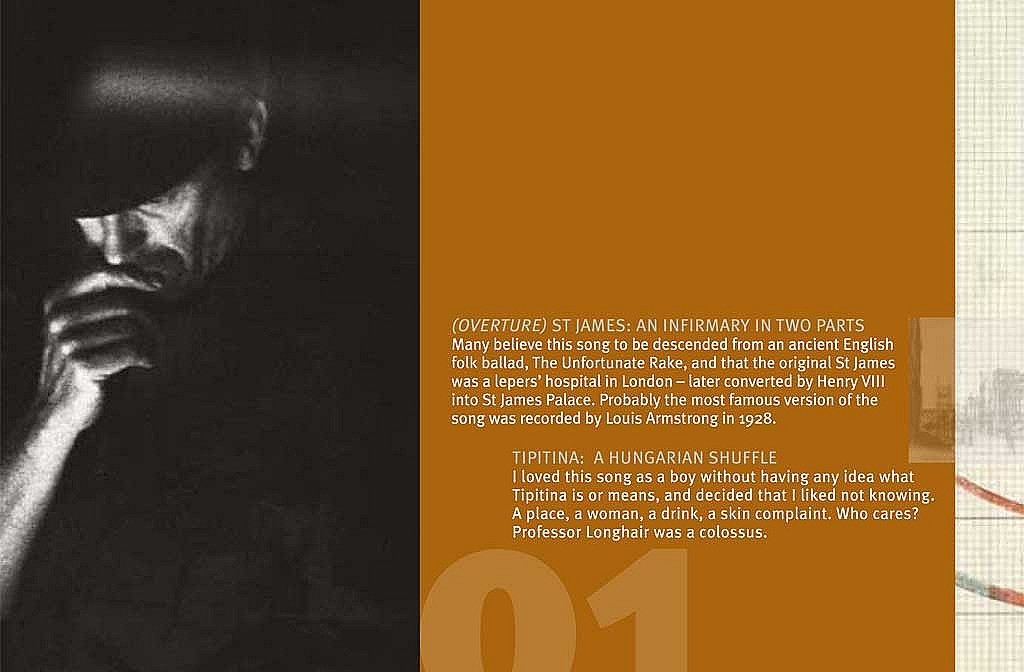 (OVERTURE) ST JAMES: AN INFIRMARY IN TWO PARTS
Many believe this song to be descended from an ancient English
folk ballad, The Unfortunate Rake, and that the original St James
was a lepers’ hospital in London – later converted by Henry VIII
into St James Palace. Probably the most famous version of the
song was recorded by Louis Armstrong in 1928.
TIPITINA: A HUNGARIAN SHUFFLE
I loved this song as a boy without having any idea what
Tipitina is or means, and decided that I liked not knowing.
A place, a woman, a drink, a skin complaint. Who cares?
Professor Longhair was a colossus.
01